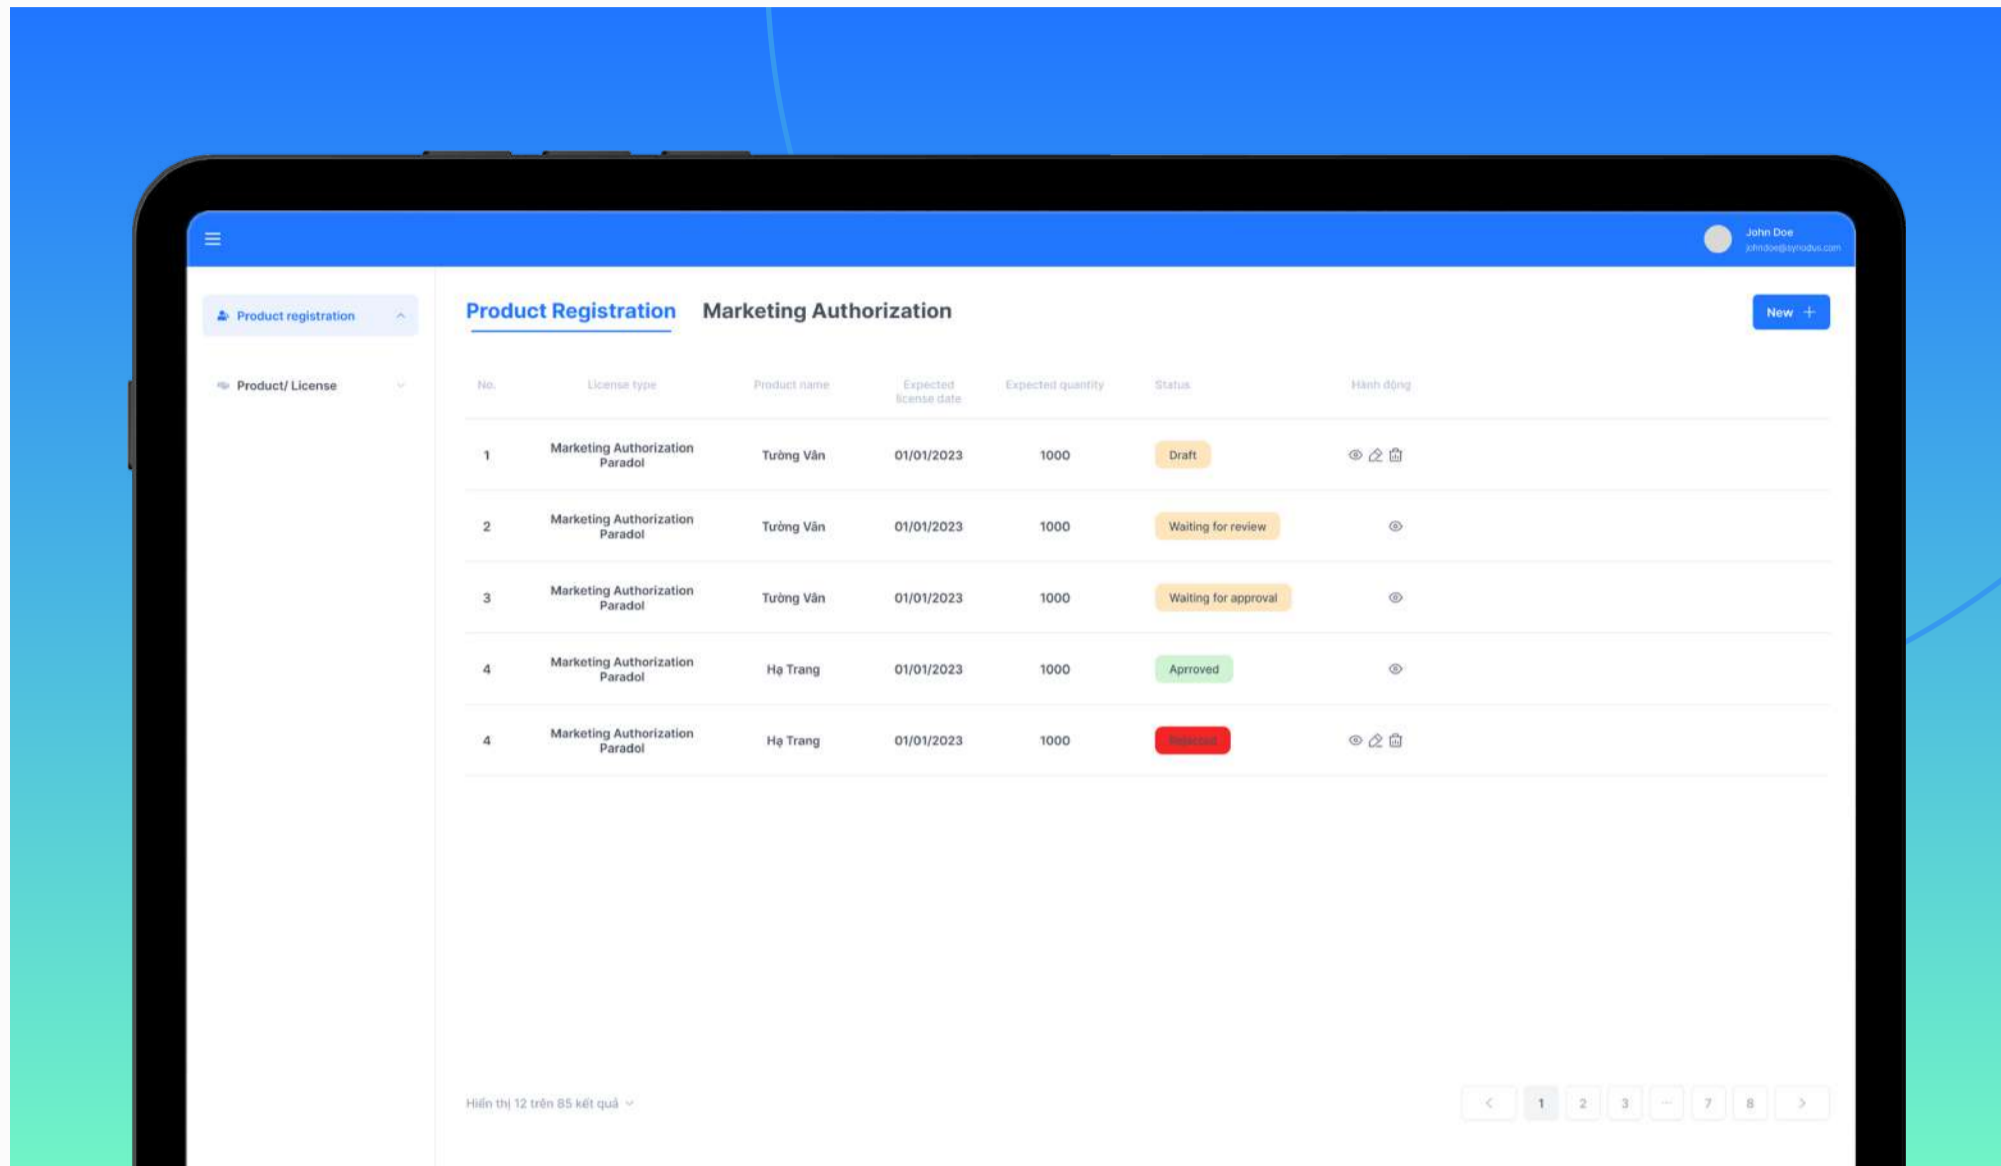 John Doe
johndoe@synodus.com
Product registration
Product/ License
Product Registration
Marketing Authorization
New
No.
License type
Product name
Expected
license date
Expected quantity
Status
Hành động
1
Marketing Authorization
Paradol
Tường Vân
01/01/2023
1000
Draft
2
Marketing Authorization
Paradol
Tường Vân
01/01/2023
1000
Waiting for review
3
Marketing Authorization
Paradol
Tường Vân
01/01/2023
1000
Waiting for approval
4
Marketing Authorization
Paradol
Hạ Trang
01/01/2023
1000
Aprroved
4
Marketing Authorization
Paradol
Hạ Trang
01/01/2023
1000
Rejected
Hiển thị 12 trên 85 kết quả
1
2
3
...
7
8